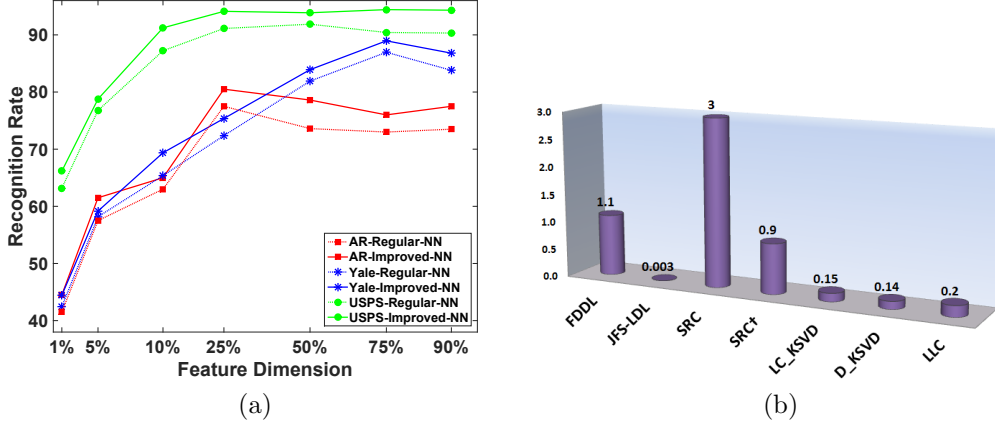 Recognition Rate
90
80
70
60
50
40
1% 5% 10% 25% 50% 75% 90%
Feature Dimension
AR-Regular-NN
AR-Improved-NN
Yale-Regular-NN
Yale-Improved-NN
USPS-Regular-NN
USPS-Improved-NN
(a)
3.0
2.5
2.0
1.5
1.0
0.5
0.0
1.1
0.003
3
0.9
0.15
0.14
0.2
FDDL
JFS-LDL
SRC
SRC†
LC_KSVD
D_KSVD
LLC
(b)